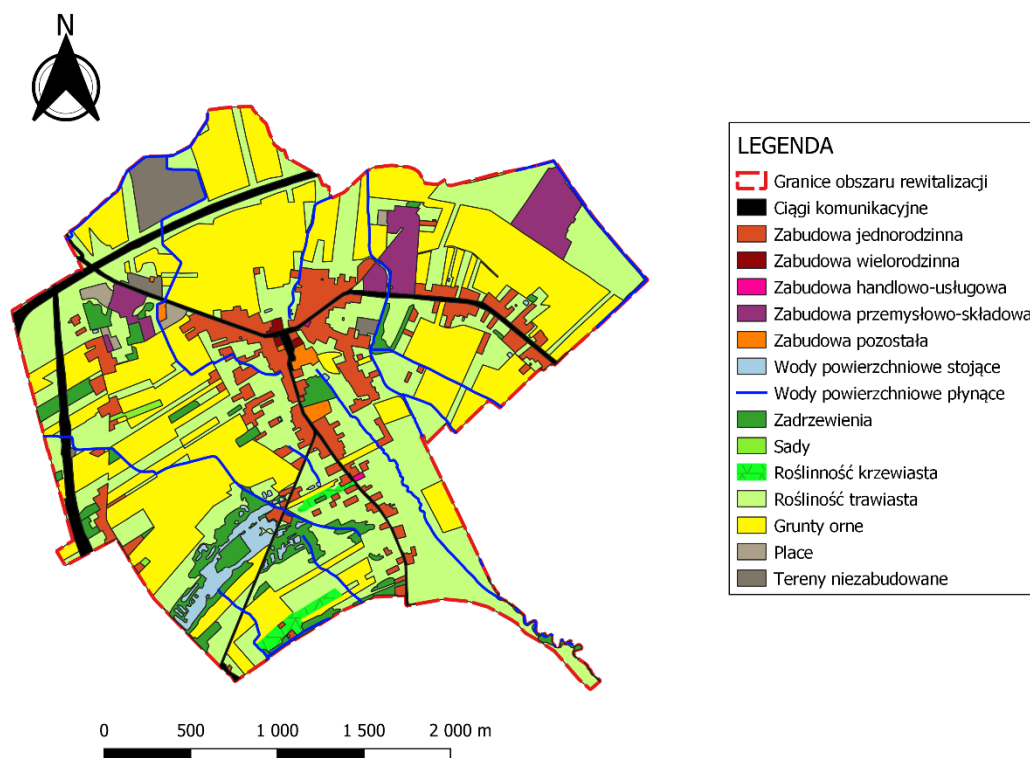 N
LEGENDA
Granice obszaru rewitalizacji
Ciągi komunikacyjne
Zabudowa jednorodzinna
Zabudowa wielorodzinna
Zabudowa handlowo-usługowa
Zabudowa przemysłowo-składowa
Zabudowa pozostała
Wody powierzchniowe stojące
Wody powierzchniowe płynące
Zadrzewienia
Sady
Roślinność krzewiasta
Rośliność trawiasta
Grunty orne
Place
Tereny niezabudowane
0 500 1 000 1 500 2 000 m